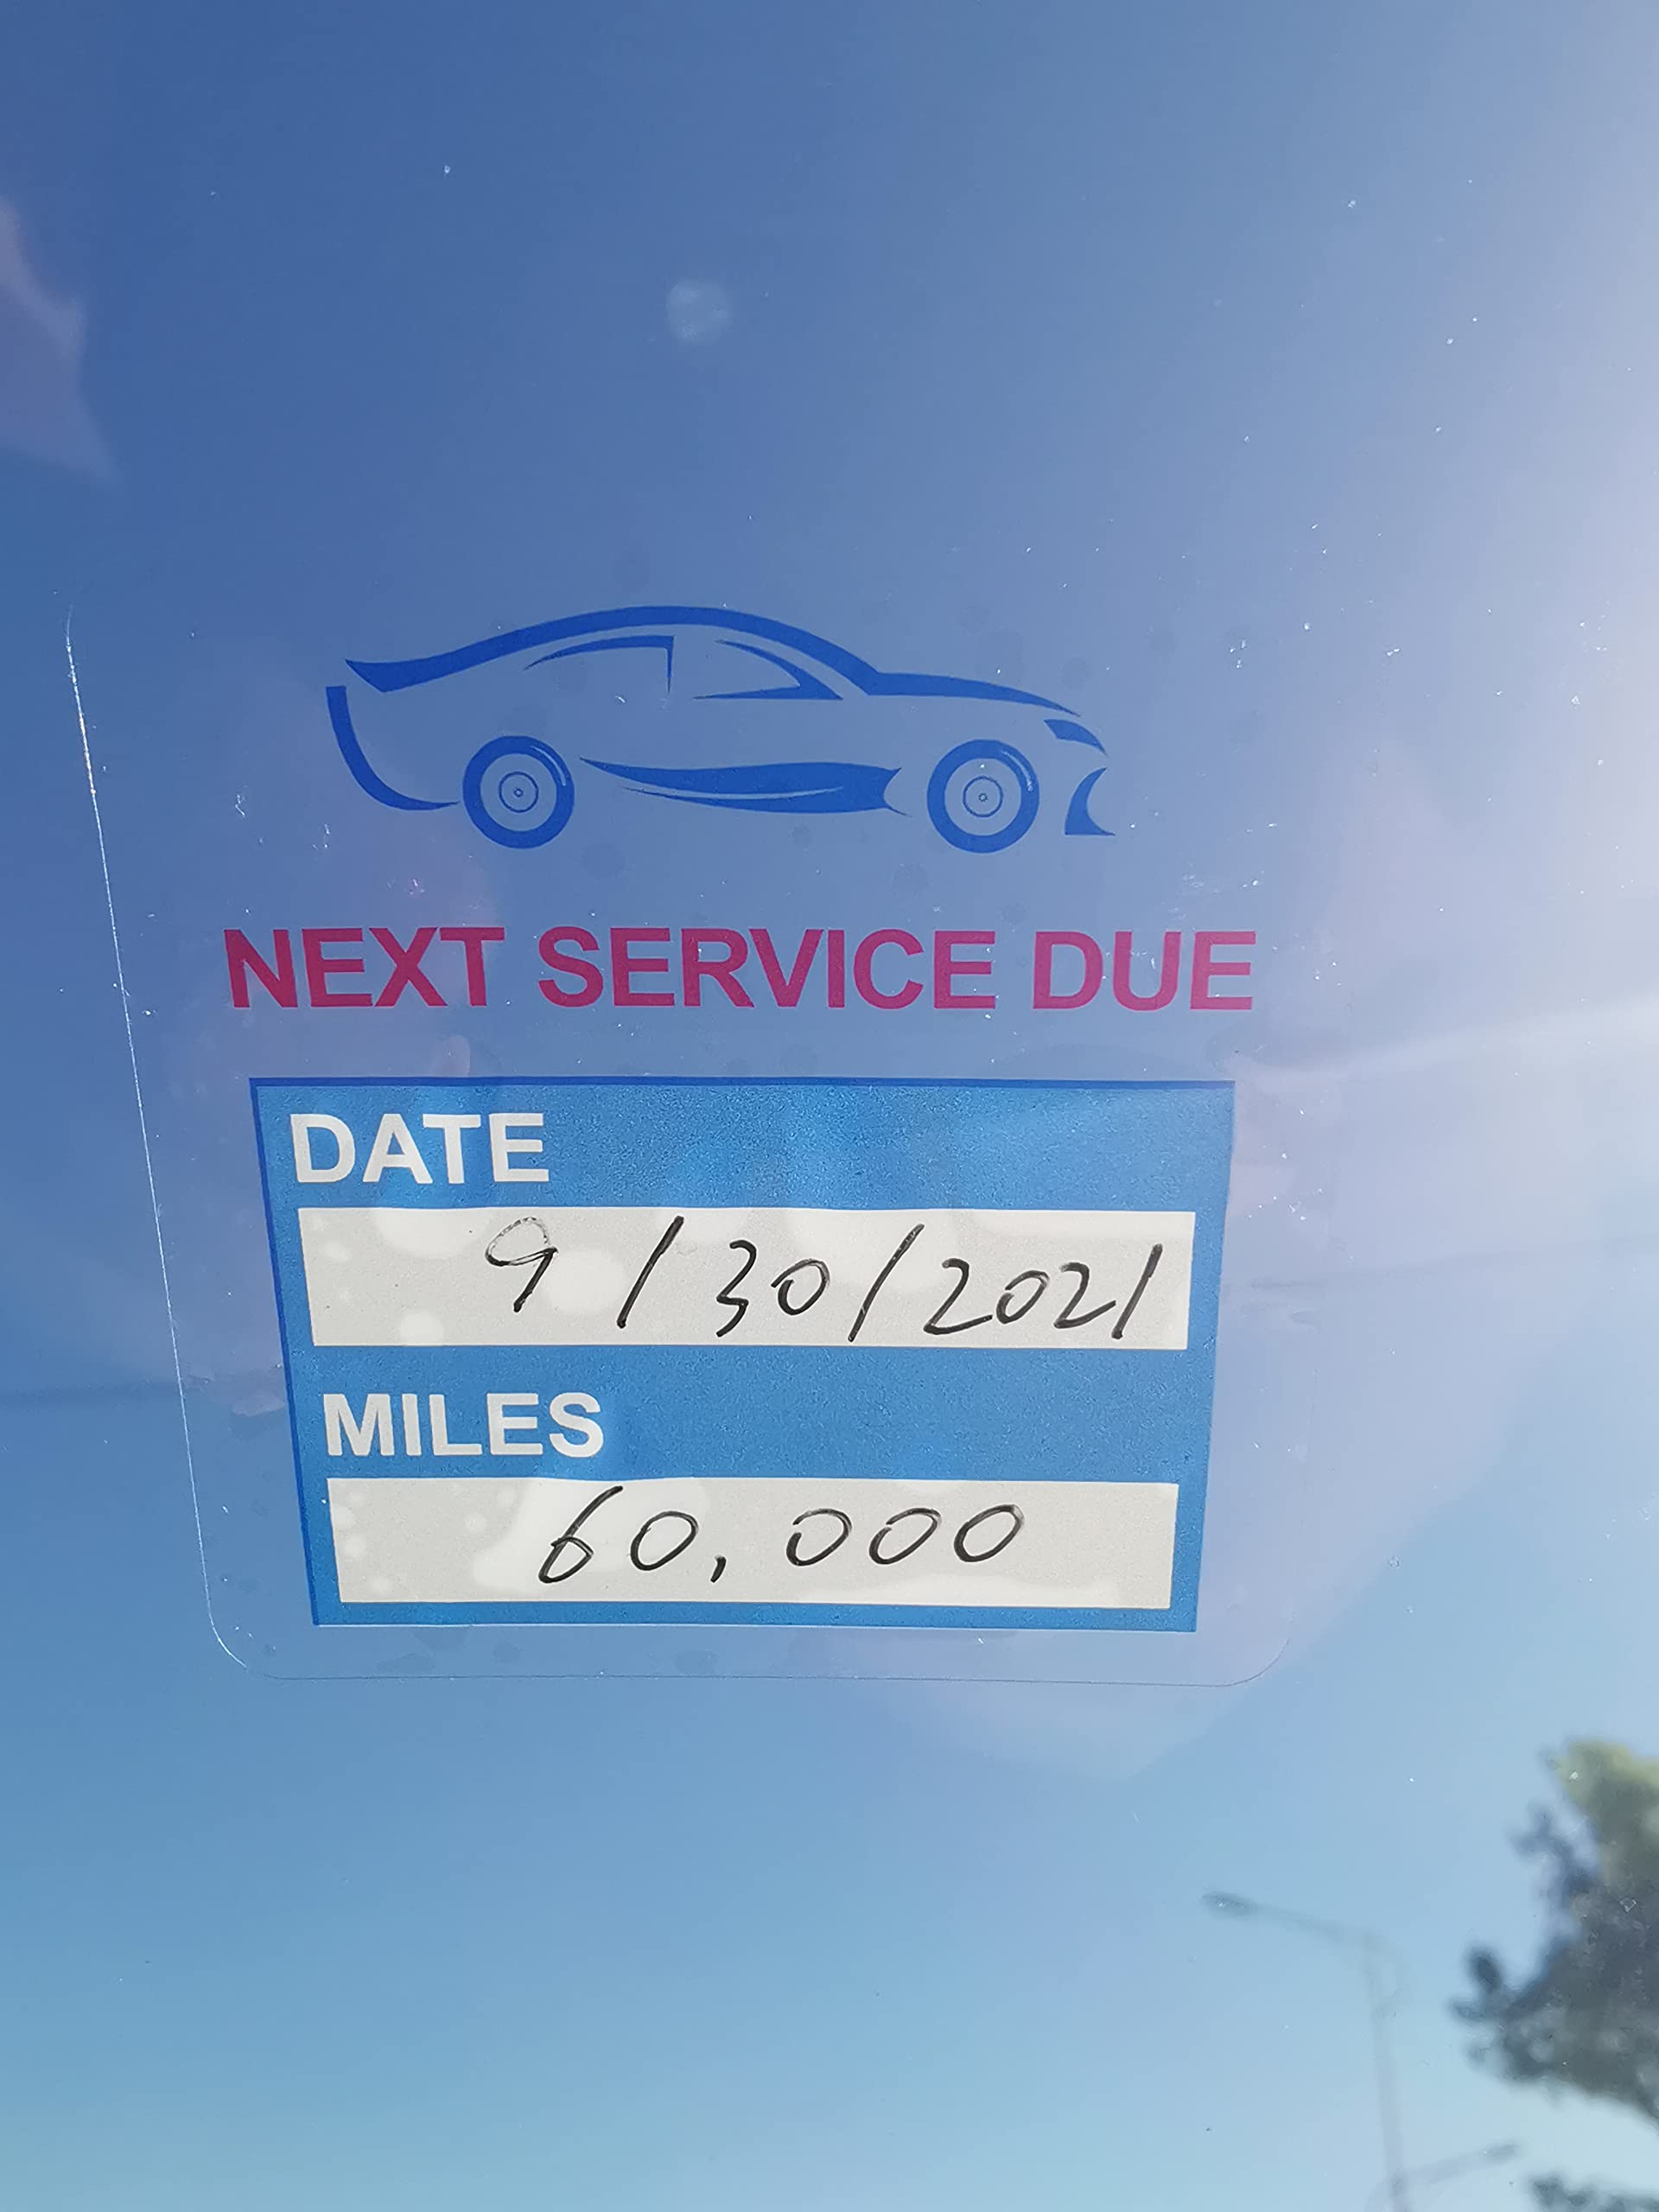 NEXT SERVICE DUE
DATE
9/30/2021
MILES
60,000